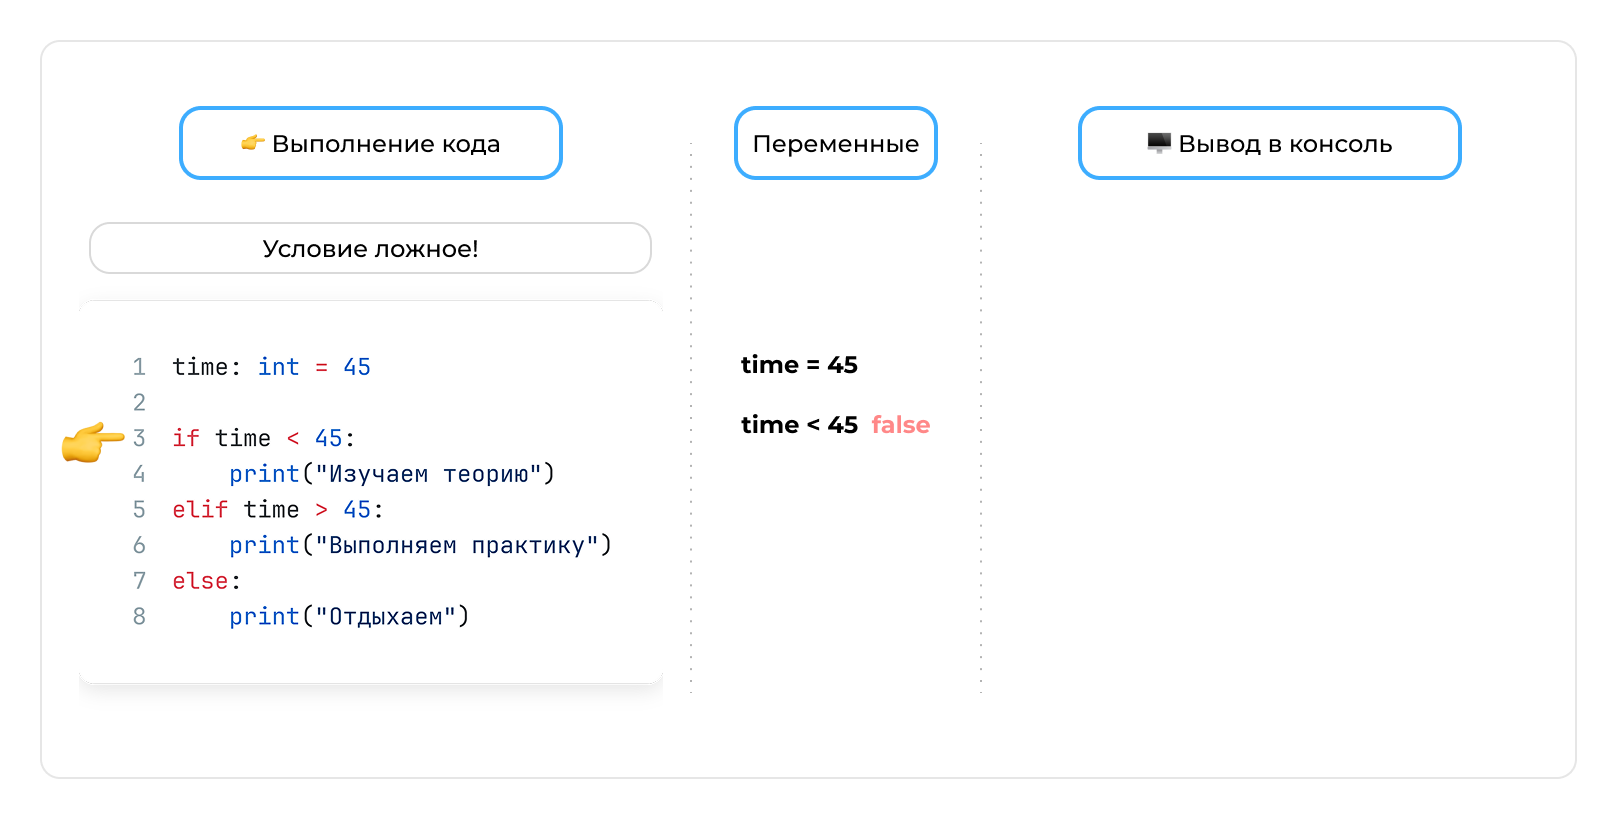 👉 Выполнение кода
Переменные
🖥️ Вывод в консоль
Условие ложное!
1 time: int = 45
2
3 if time < 45:
4     print("Изучаем теорию")
5 elif time > 45:
6     print("Выполняем практику")
7 else:
8     print("Отдыхаем")
time = 45
time < 45 false